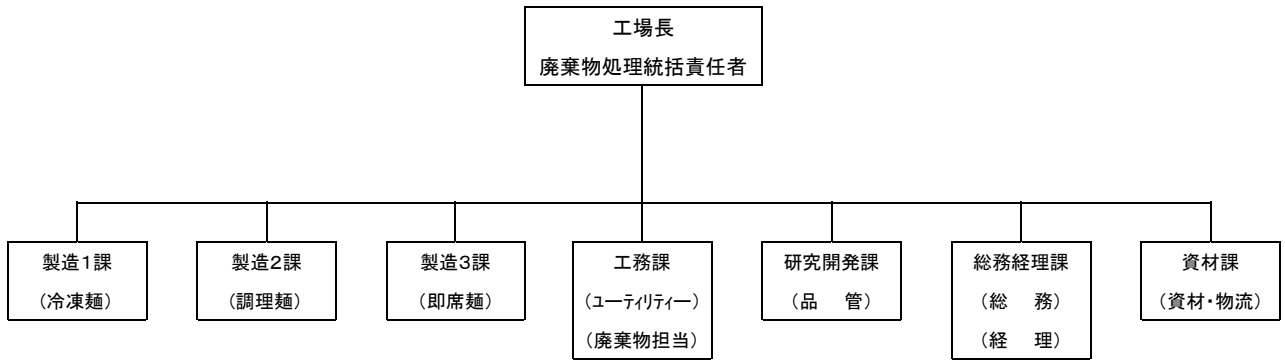 工場長
廃棄物処理統括責任者
製造1課
（冷凍麺）
製造2課
（調理麺）
製造3課
（即席麺）
工務課
（ﾕｰﾃｨﾘﾃｨｰ）
（廃棄物担当）
研究開発課
（品　管）
総務経理課
（総　務）
（経　理）
資材課
（資材・物流）